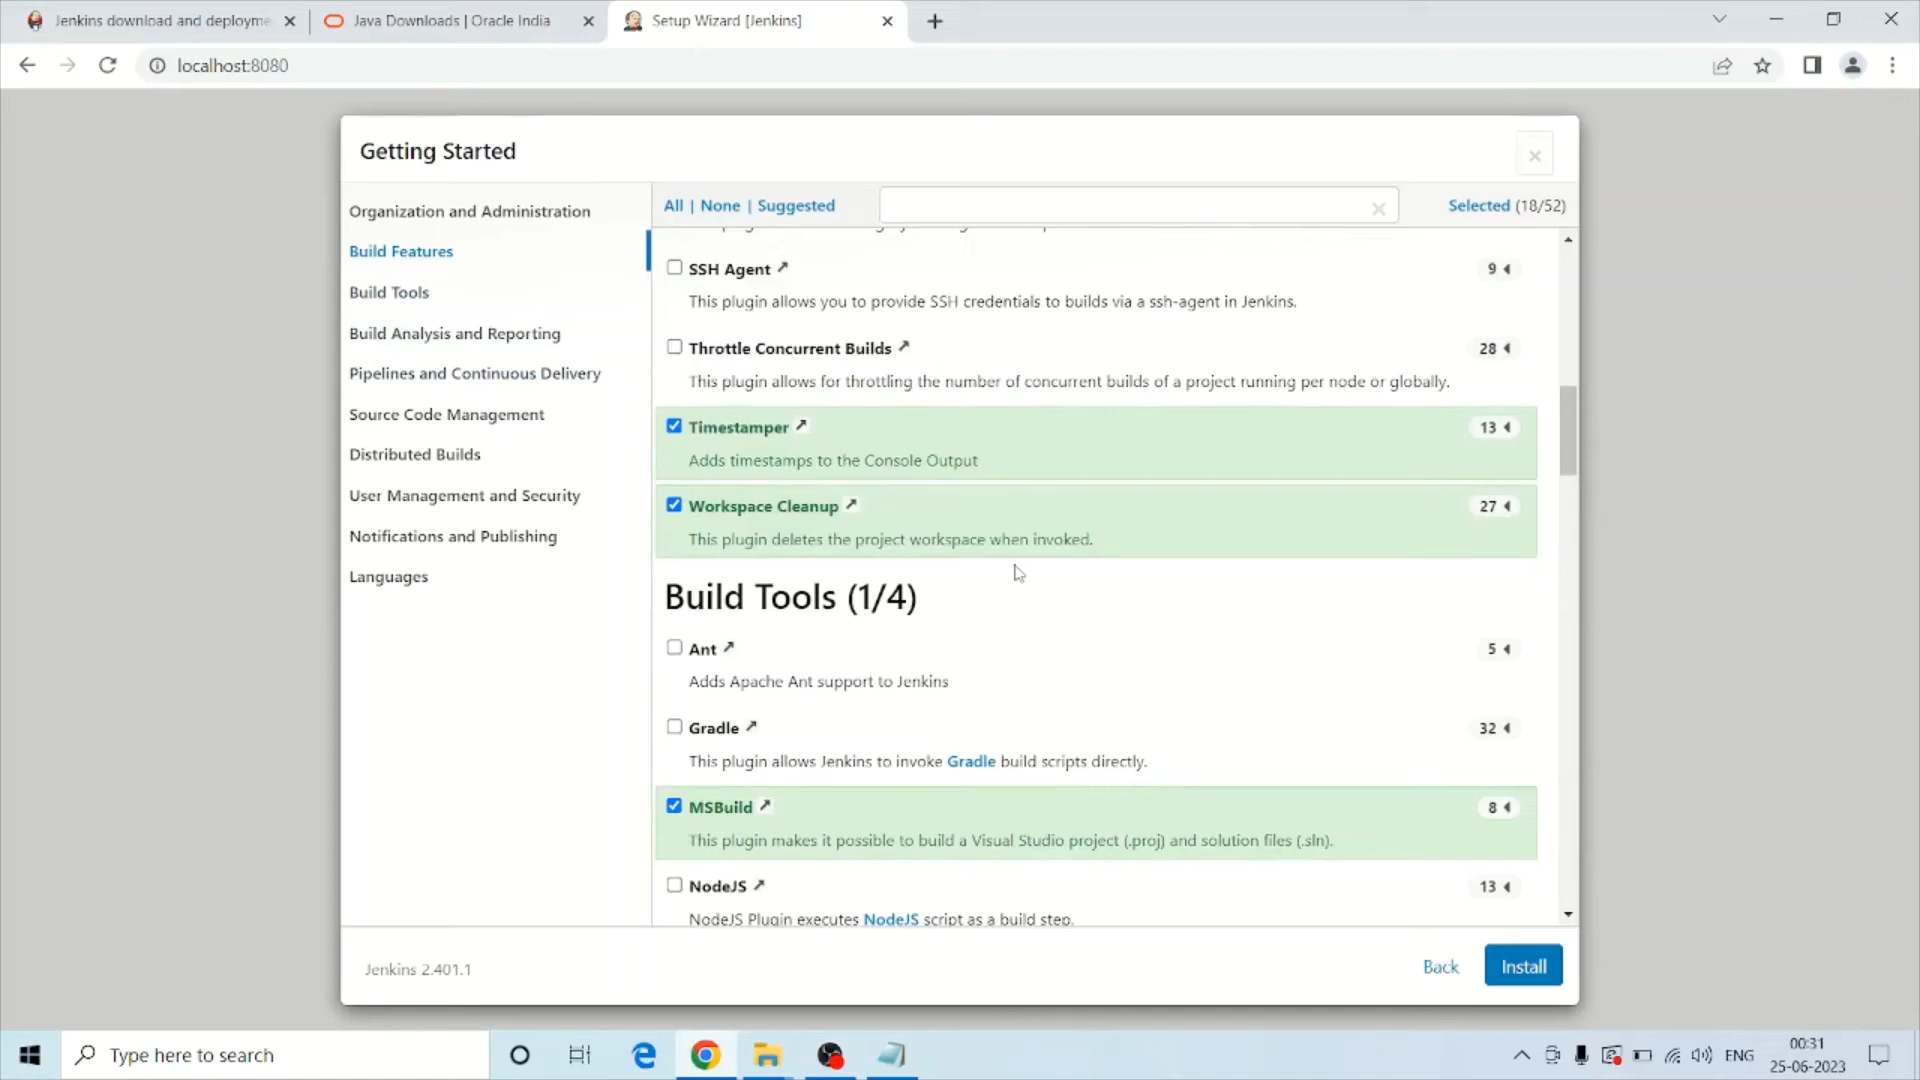 Jenkins download and deployme
Java Downloads | Oracle India
Setup Wizard [Jenkins]
localhost:8080
Getting Started
Organization and Administration
Build Features
Build Tools
Build Analysis and Reporting
Pipelines and Continuous Delivery
Source Code Management
Distributed Builds
User Management and Security
Notifications and Publishing
Languages
All | None | Suggested
Selected (18/52)
SSH Agent
9
This plugin allows you to provide SSH credentials to builds via a ssh-agent in Jenkins.
Throttle Concurrent Builds
28
This plugin allows for throttling the number of concurrent builds of a project running per node or globally.
Timestamper
13
Adds timestamps to the Console Output
Workspace Cleanup
27
This plugin deletes the project workspace when invoked.
Build Tools (1/4)
Ant
5
Adds Apache Ant support to Jenkins
Gradle
32
This plugin allows Jenkins to invoke Gradle build scripts directly.
MSBuild
8
This plugin makes it possible to build a Visual Studio project (.proj) and solution files (.sln).
NodeJS
13
NodeJS Plugin executes NodeJS script as a build step.
Jenkins 2.401.1
Back
Install
Type here to search
ENG
00:31
25-06-2023